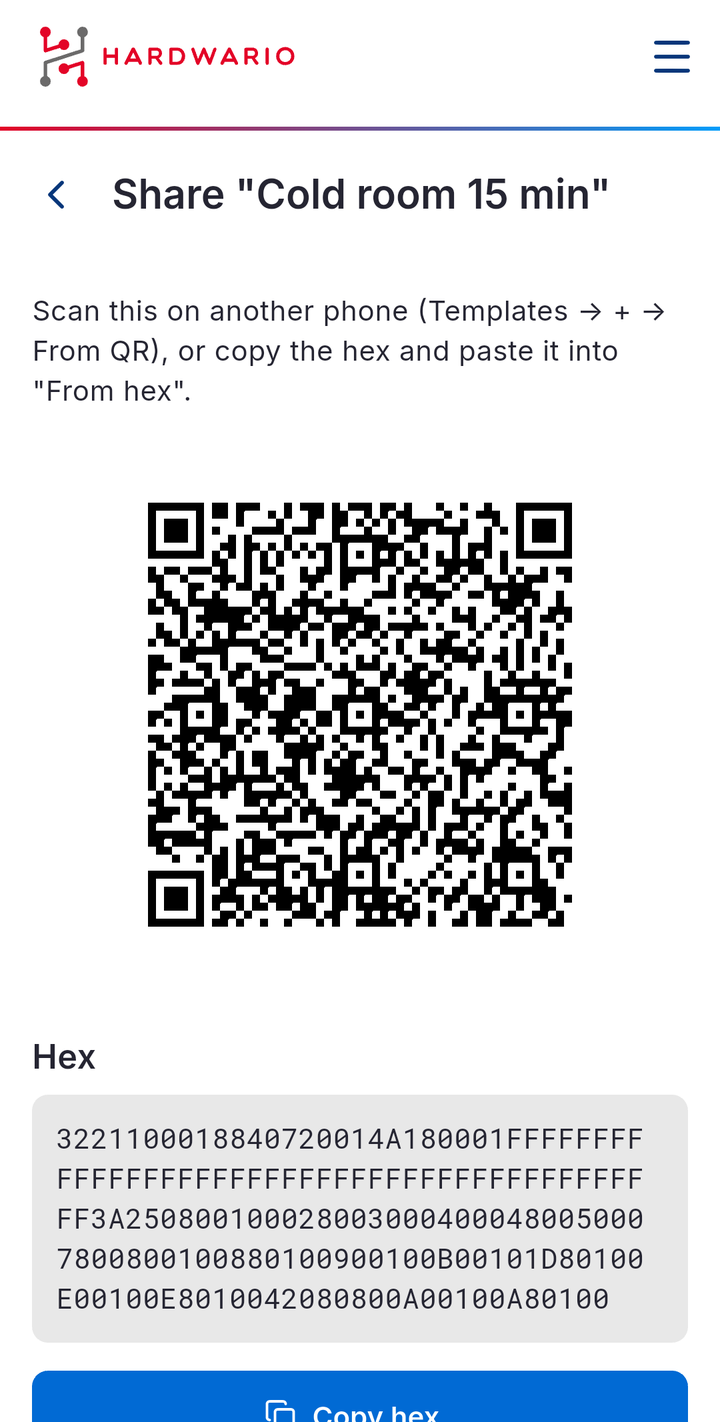 HARDWARIO
Share "Cold room 15 min"
Scan this on another phone (Templates → + →
From QR), or copy the hex and paste it into
"From hex".
Hex
3221100018840720014A180001FFFFFFFF
FFFFFFFFFFFFFFFFFFFFFFFFFFFFFFFFFF
FF3A250800100028003000400048005000
7800800100880100900100B00101D80100
E00100E8010042080800A00100A80100
Copy hex